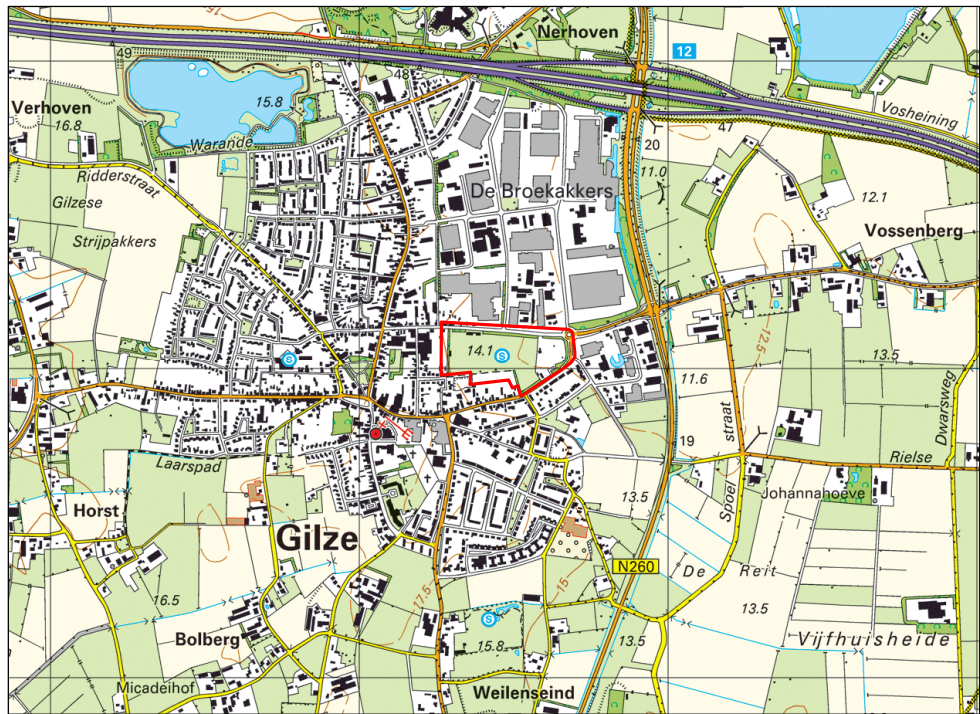 15
Nerhoven
12
49
48
15.8
Verhoven
16.8
Vosheining
47
Warande
20
Ridderstraat
11.0
De Broekakkers
12.1
Gilzese
Strijpakkers
Vossenberg
12.5
14.1
S
G
13.5
11.6
Dwarsweg
Spoel straat
19
Laarspad
Rielse
13.5
Johannahoeve
Horst
Gilze
N260
De Reit
17.5
15
16.5
13.5
S
Bolberg
15.8
13.5
Vijfhuisheide
Micadeihof
Weilenseind